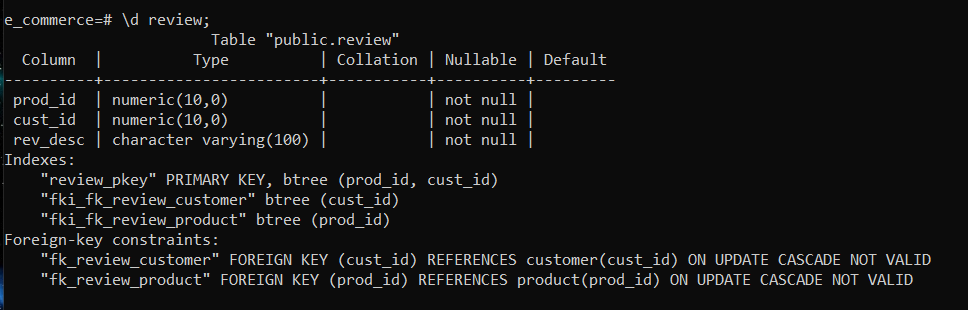 e_commerce=# \d review;
Table "public.review"
Column | Type | Collation | Nullable | Default
----------+------------------------+-----------+----------+---------
prod_id | numeric(10,0) | | not null |
cust_id | numeric(10,0) | | not null |
rev_desc | character varying(100) | | not null |
Indexes:
"review_pkey" PRIMARY KEY, btree (prod_id, cust_id)
"fki_fk_review_customer" btree (cust_id)
"fki_fk_review_product" btree (prod_id)
Foreign-key constraints:
"fk_review_customer" FOREIGN KEY (cust_id) REFERENCES customer(cust_id) ON UPDATE CASCADE NOT VALID
"fk_review_product" FOREIGN KEY (prod_id) REFERENCES product(prod_id) ON UPDATE CASCADE NOT VALID